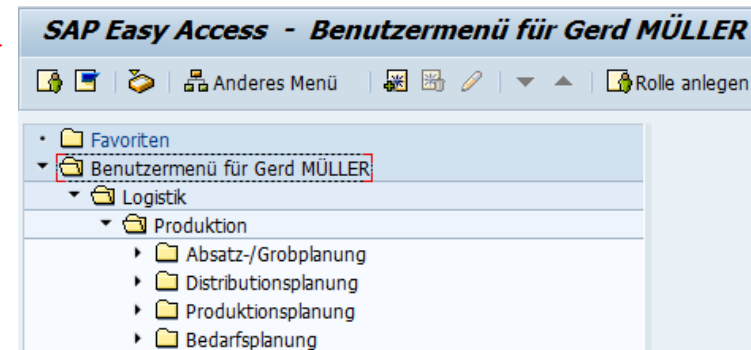 SAP Easy Access - Benutzermenü für Gerd MÜLLER
Anderes Menü Rolle anlegen
Favoriten
Benutzermenü für Gerd MÜLLER
Logistik
Produktion
Absatz-/Grobplanung
Distributionsplanung
Produktionsplanung
Bedarfsplanung